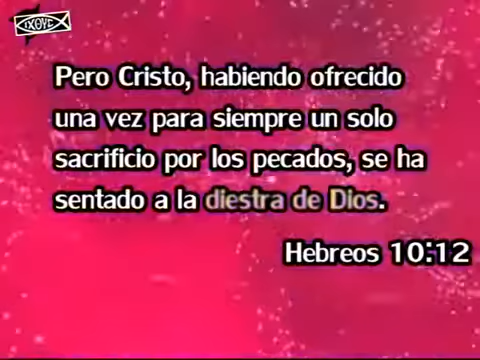 ΙΧΘΥΣ
Pero Cristo, habiendo ofrecido
una vez para siempre un solo
sacrificio por los pecados, se ha
sentado a la diestra de Dios.
Hebreos 10:12